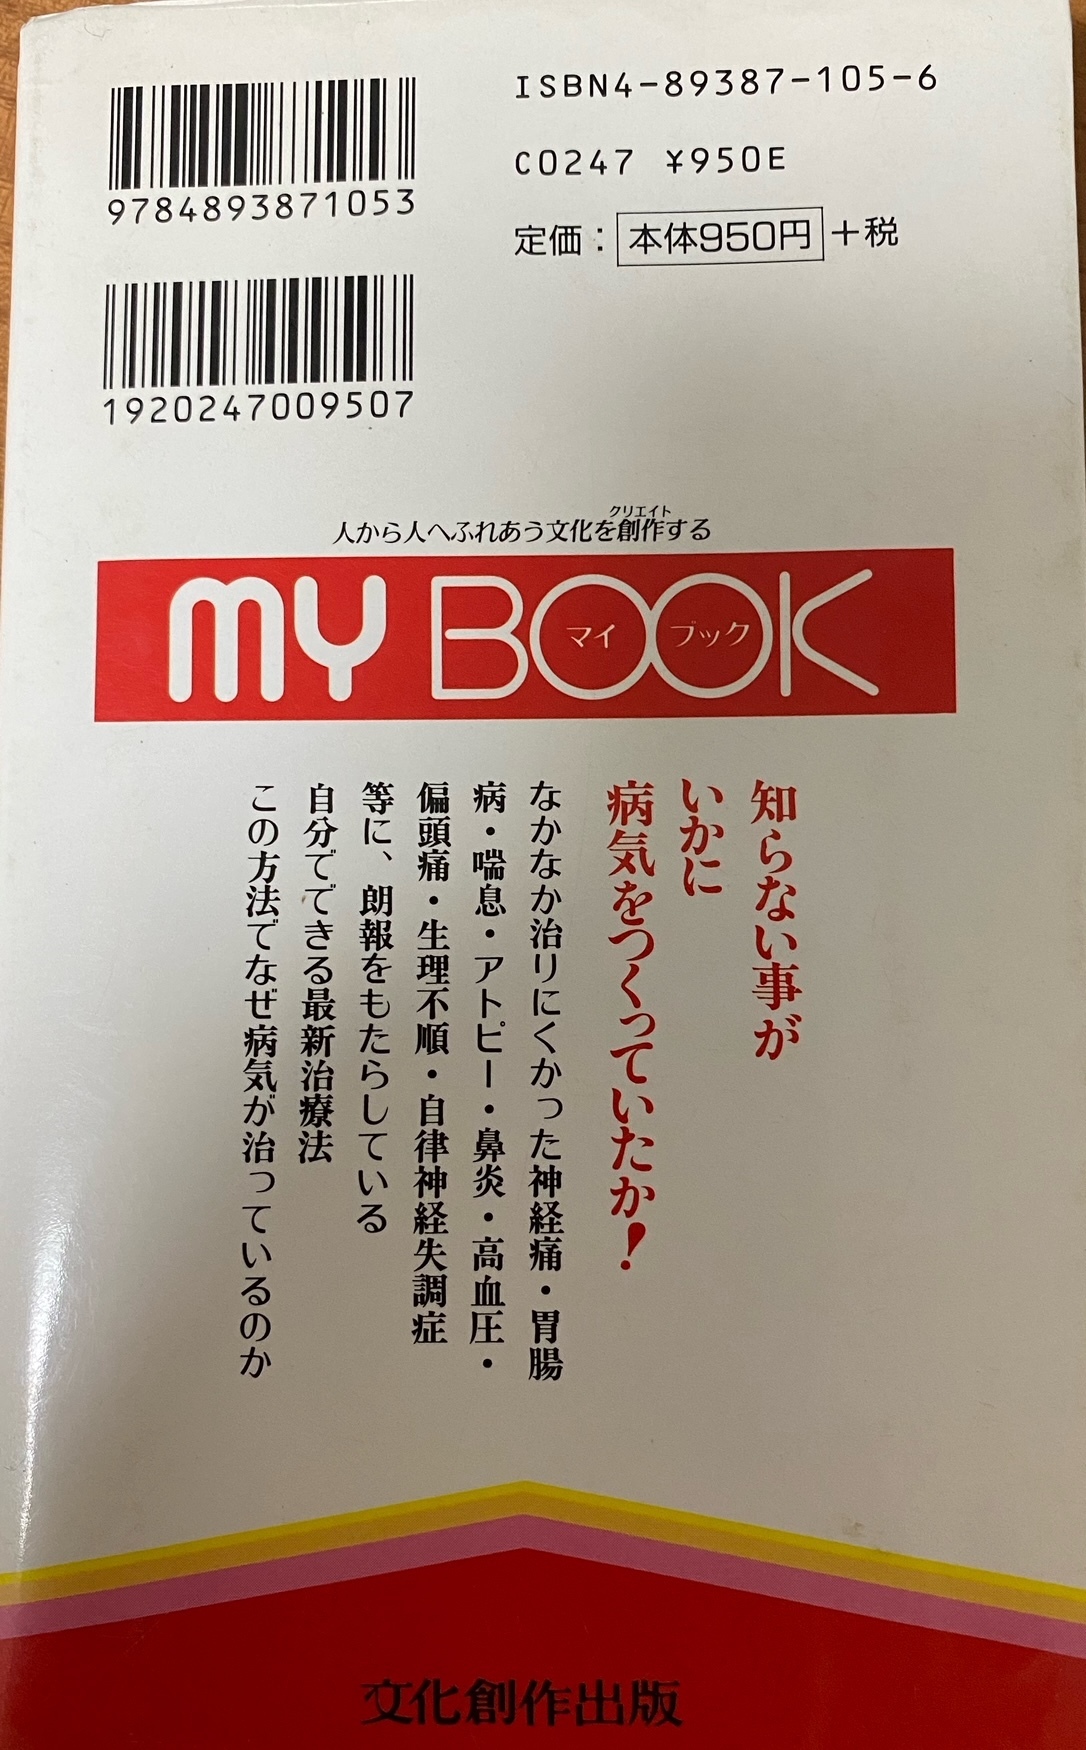 ISBN4-89387-105-6
C0247 ¥950E
定価：本体950円+税
9784893871053
1920247009507
クリエイト
人から人へふれあう文化を創作する
MY BOOK
マイ ブック
知らない事が
いかに
病気をつくっていたか！
なかなか治りにくかった神経痛・胃腸
病・喘息・アトピー・鼻炎・高血圧・
偏頭痛・生理不順・自律神経失調症
等に、朗報をもたらしている
自分でできる最新治療法
この方法でなぜ病気が治っているのか
文化創作出版